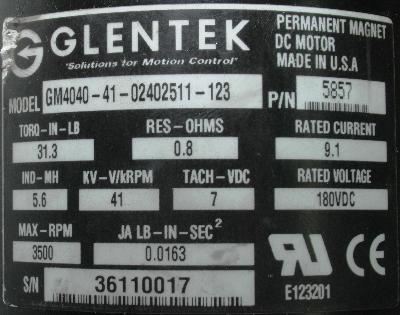 GLENTEK
"Solutions for Motion Control"
PERMANENT MAGNET
DC MOTOR
MADE IN U.S.A
MODEL GM4040-41-02402511-123 P/N 5857
TORQ-IN-LB RES-OHMS RATED CURRENT
31.3 0.8 9.1
IND-MH KV-V/kRPM TACH-VDC RATED VOLTAGE
5.6 41 7 180VDC
MAX-RPM JA LB-IN-SEC²
3500 0.0163
S/N 36110017
RU CE
E123201